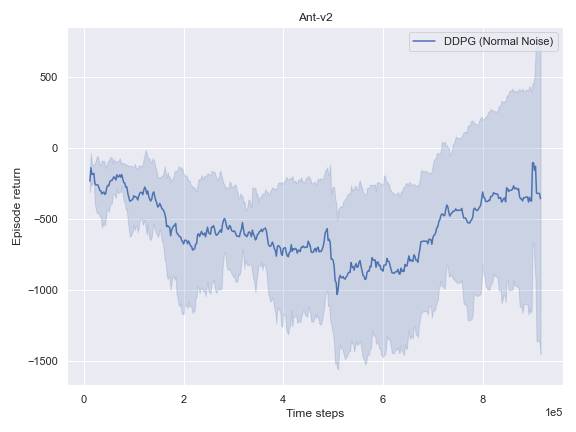 Ant-v2
DDPG (Normal Noise)
Episode return
500
0
−500
−1000
−1500
0 2 4 6 8
1e5
Time steps